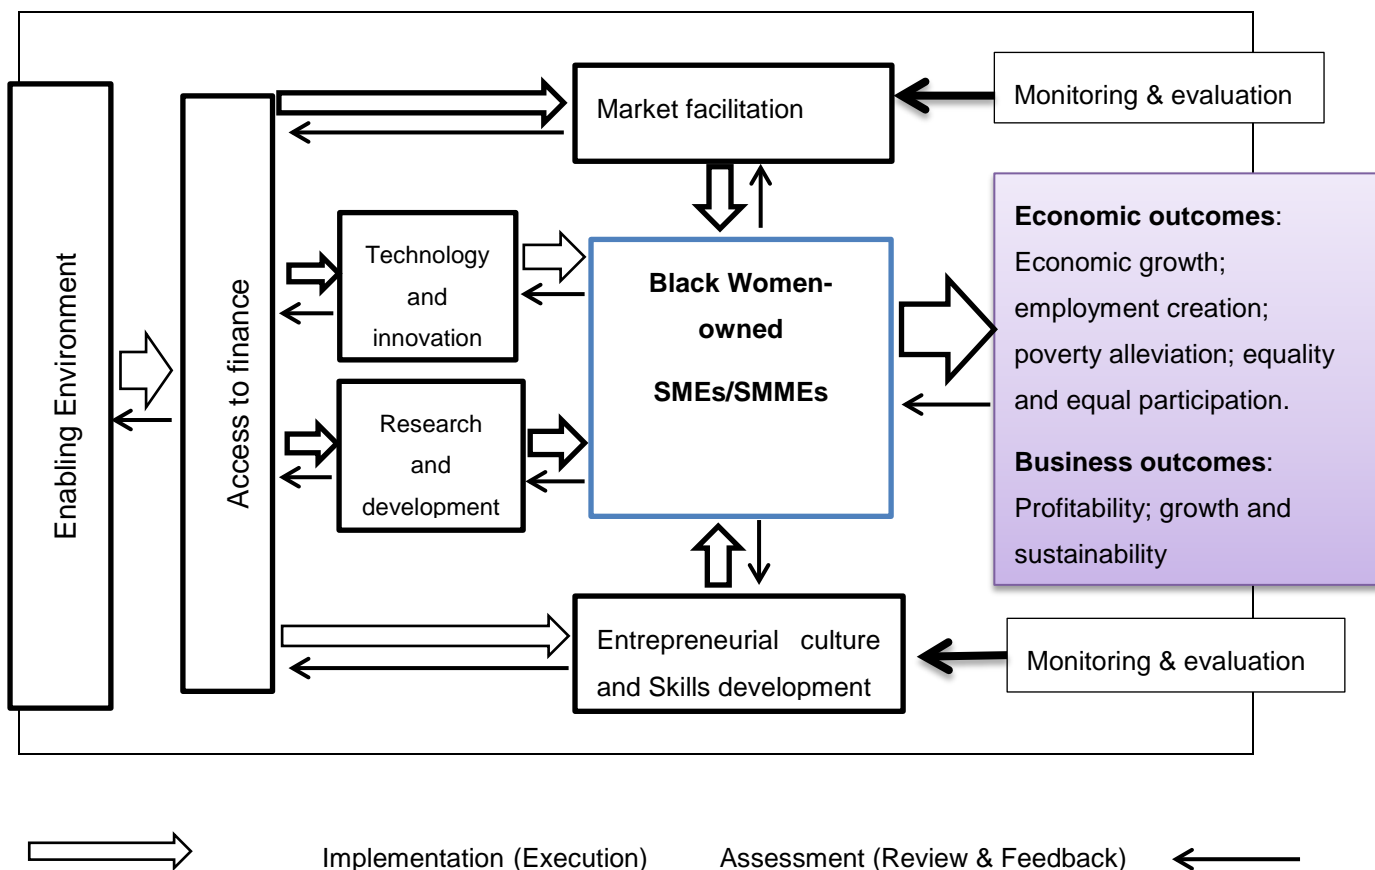 Enabling Environment
Access to finance
Market facilitation
Monitoring & evaluation
Technology
and
innovation
Research
and
development
Black Women-
owned
SMEs/SMMEs
Economic outcomes:
Economic growth;
employment creation;
poverty alleviation; equality
and equal participation.
Business outcomes:
Profitability; growth and
sustainability
Entrepreneurial culture
and Skills development
Monitoring & evaluation
Implementation (Execution)
Assessment (Review & Feedback)